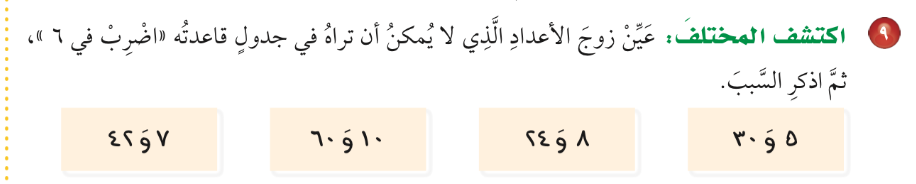 ٩ اكتشف المختلف: عَيِّنْ زوجَ الأعدادِ الَّذِي لا يُمكنُ أن تراهُ في جدولٍ قاعدتُه «اضْرِبْ في ٦ »،
ثمَّ اذكرِ السَّببَ.
٥ وَ ٣٠
٨ وَ ٢٤
١٠ وَ ٦٠
٧ وَ ٤٢